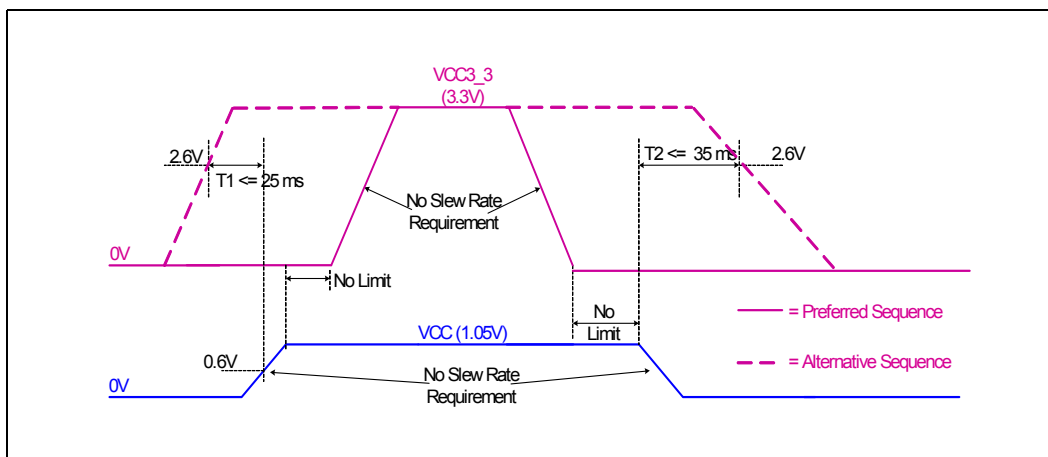 VCC3_3
(3.3V)
2.6V
T1 <= 25 ms
T2 <= 35 ms
2.6V
No Slew Rate
Requirement
0V
No Limit
No
Limit
= Preferred Sequence
VCC (1.05V)
0.6V
No Slew Rate
Requirement
= Alternative Sequence
0V